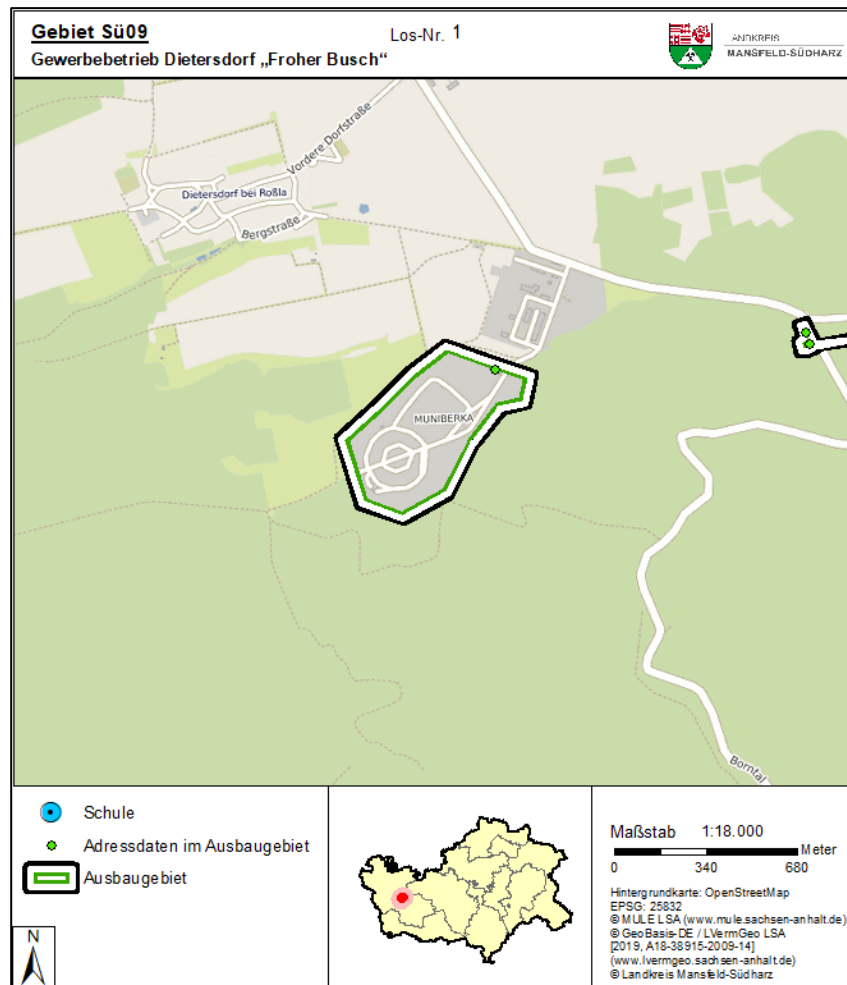 Gebiet Sü09
Los-Nr. 1
Gewerbebetrieb Dietersdorf „Froher Busch“
ANDKREIS
MANSFELD-SÜDHARZ
Vordere Dorfstraße
Dietersdorf bei Roßla
Bergstraße
MUNIBERKA
Borntal
Schule
Adressdaten im Ausbaugebiet
Ausbaugebiet
N
Maßstab 1:18.000
Meter
0 340 680
Hintergrundkarte: OpenStreetMap
EPSG: 25832
© MULE LSA (www.mule.sachsen-anhalt.de)
© GeoBasis-DE / LVermGeo LSA
[2019, A18-38915-2009-14]
(www.lvermgeo.sachsen-anhalt.de)
© Landkreis Mansfeld-Südharz